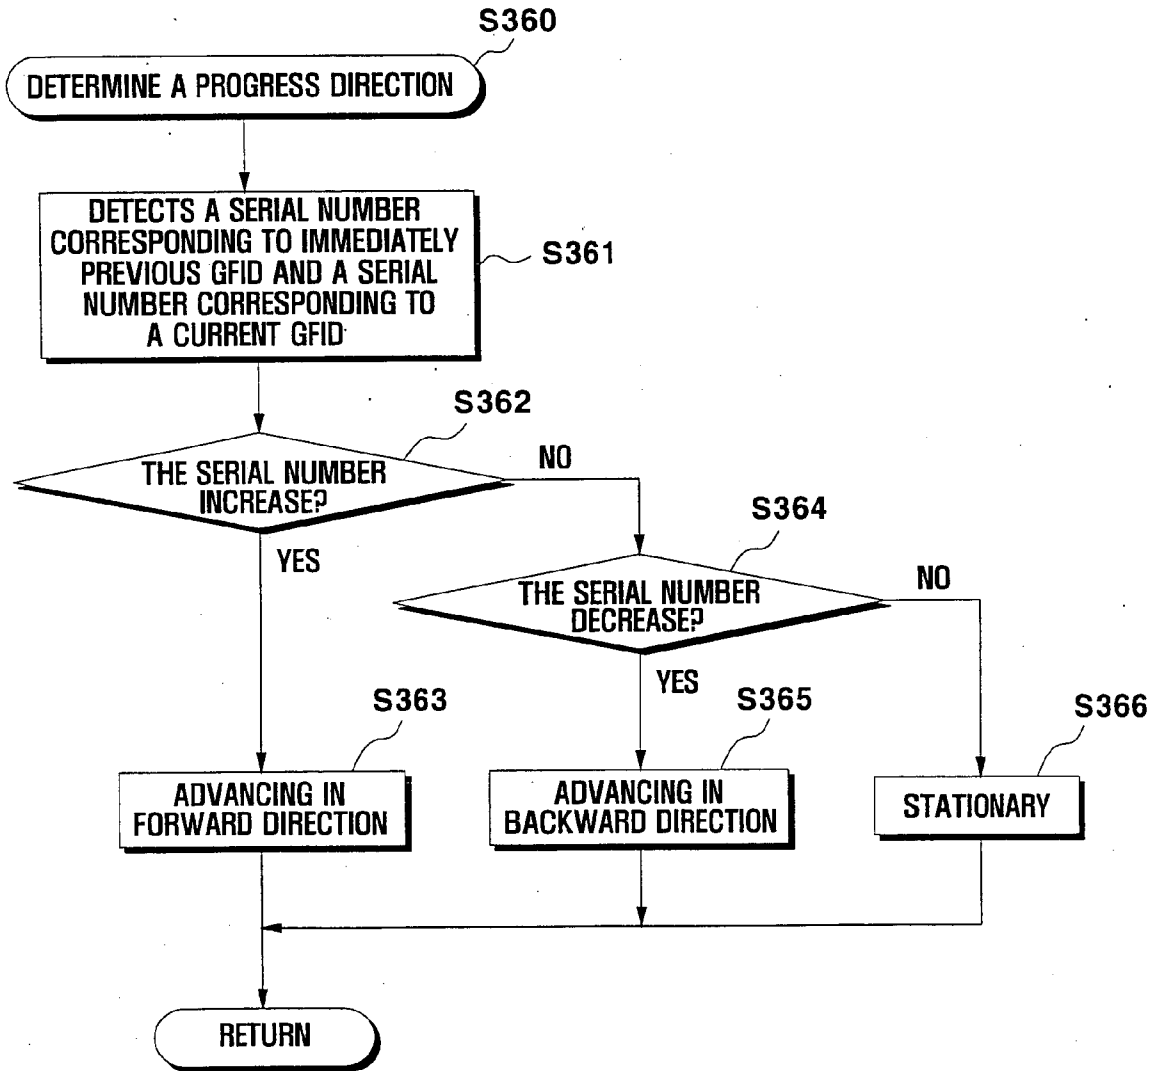 S360
DETERMINE A PROGRESS DIRECTION
DETECTS A SERIAL NUMBER
CORRESPONDING TO IMMEDIATELY
PREVIOUS GFID AND A SERIAL
NUMBER CORRESPONDING TO
A CURRENT GFID
S361
S362
THE SERIAL NUMBER
INCREASE?
NO
YES
S364
THE SERIAL NUMBER
DECREASE?
NO
YES
S363
ADVANCING IN
FORWARD DIRECTION
S365
ADVANCING IN
BACKWARD DIRECTION
S366
STATIONARY
RETURN